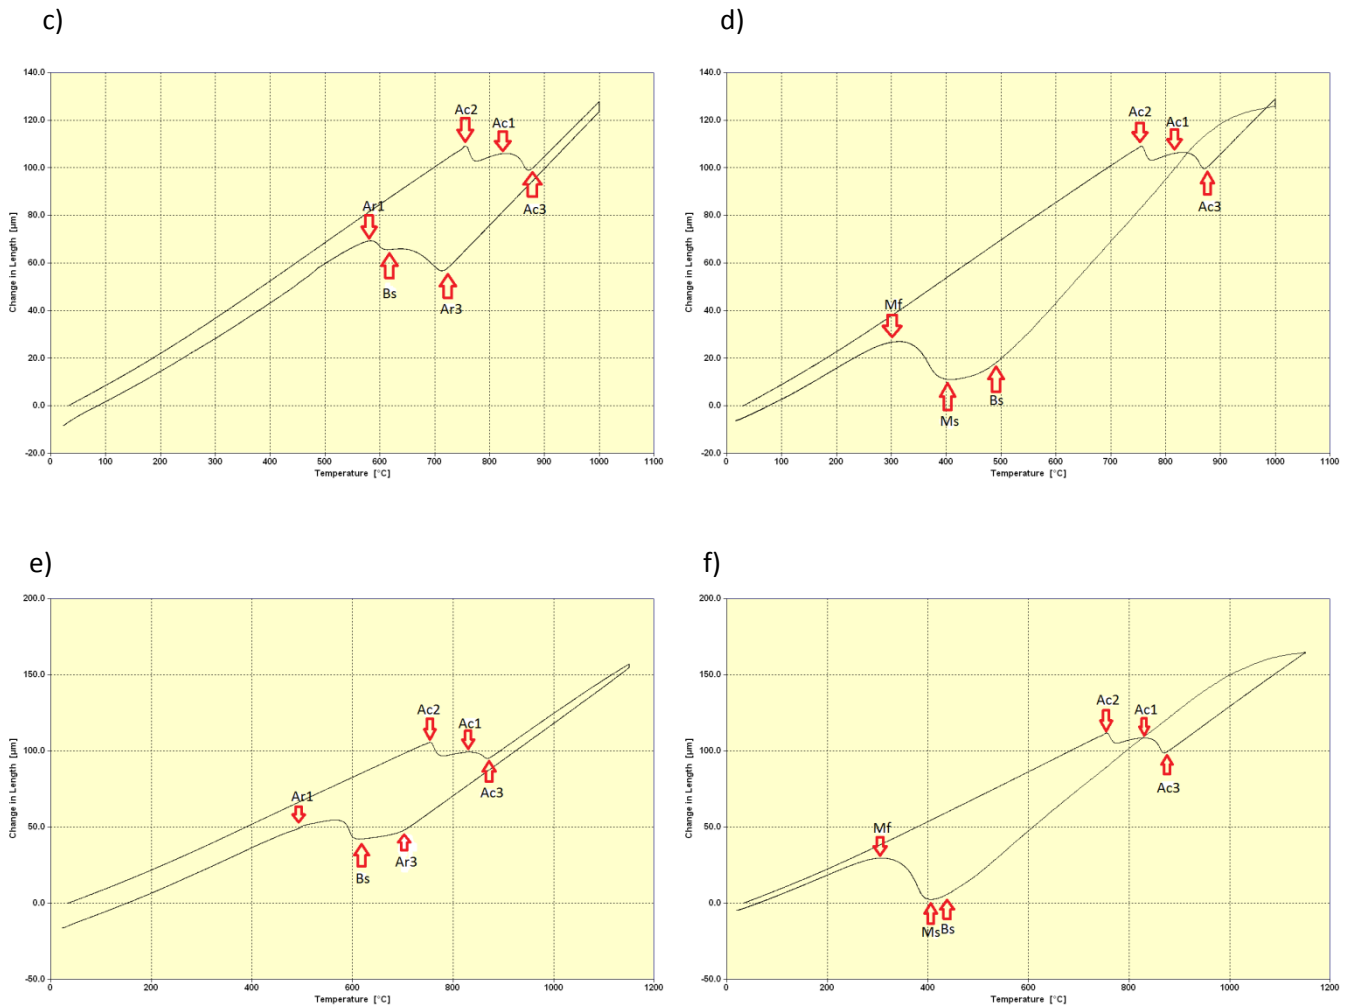 c)
d)
140.0
120.0
100.0
80.0
60.0
40.0
20.0
0.0
-20.0
Change in Length [µm]
Ac2
Ac1
Ar1
Ac3
Bs
Ar3
0 100 200 300 400 500 600 700 800 900 1000 1100
Temperature [°C]
140.0
120.0
100.0
80.0
60.0
40.0
20.0
0.0
-20.0
Change in Length [µm]
Ac2
Ac1
Ac3
Mf
Bs
Ms
0 100 200 300 400 500 600 700 800 900 1000 1100
Temperature [°C]
e)
f)
200.0
150.0
100.0
50.0
0.0
-50.0
Change in Length [µm]
Ac2
Ac1
Ac3
Ar1
Ar3
Bs
0 200 400 600 800 1000 1200
Temperature [°C]
200.0
150.0
100.0
50.0
0.0
-50.0
Change in Length [µm]
Ac2
Ac1
Ac3
Mf
Ms Bs
0 200 400 600 800 1000 1200
Temperature [°C]